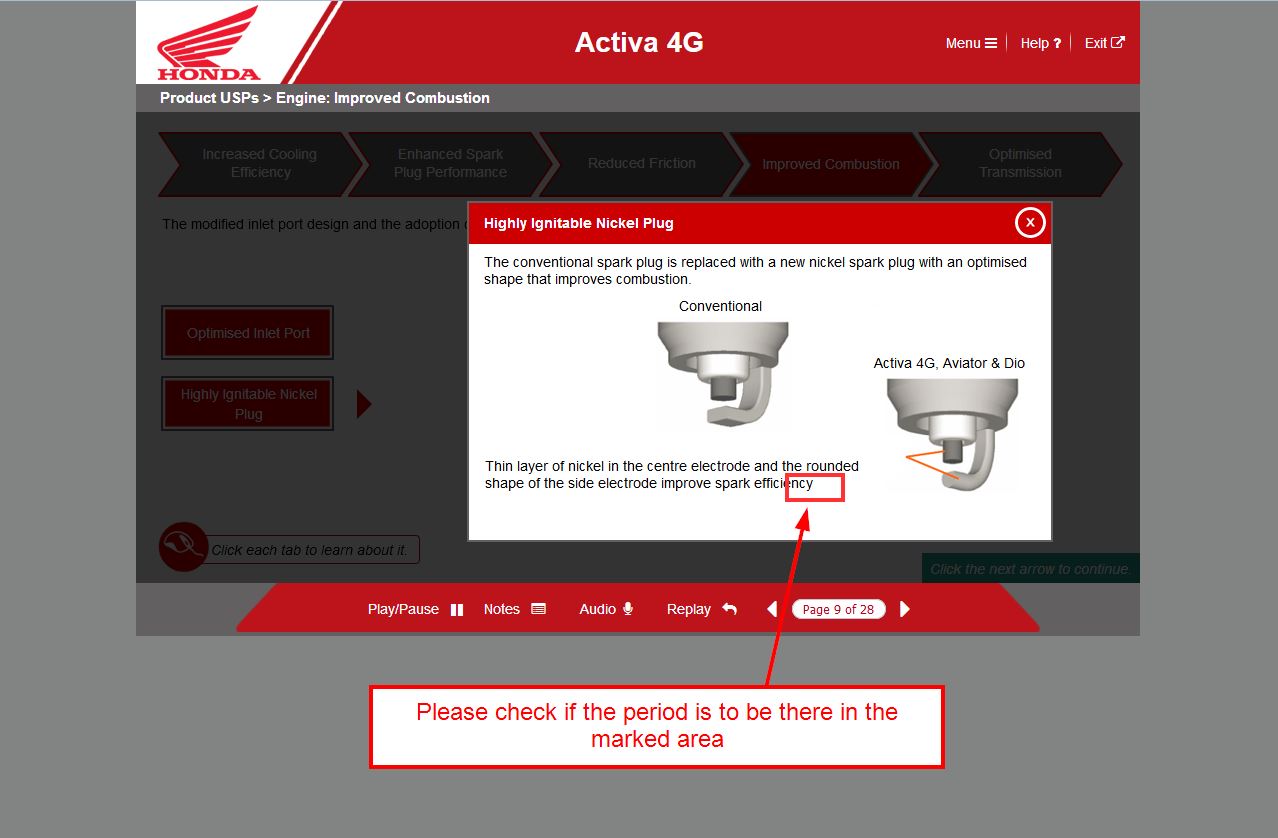 HONDA
Activa 4G
Menu
Help ?
Exit
Product USPs > Engine: Improved Combustion
Increased Cooling
Efficiency
Enhanced Spark
Plug Performance
Reduced Friction
Improved Combustion
Optimised
Transmission
The modified inlet port design and the adoption
Highly Ignitable Nickel Plug
X
The conventional spark plug is replaced with a new nickel spark plug with an optimised
shape that improves combustion.
Conventional
Activa 4G, Aviator & Dio
Optimised Inlet Port
Highly Ignitable Nickel
Plug
Thin layer of nickel in the centre electrode and the rounded
shape of the side electrode improve spark efficiency
Click each tab to learn about it.
Click the next arrow to continue.
Play/Pause
Notes
Audio
Replay
Page 9 of 28
Please check if the period is to be there in the
marked area